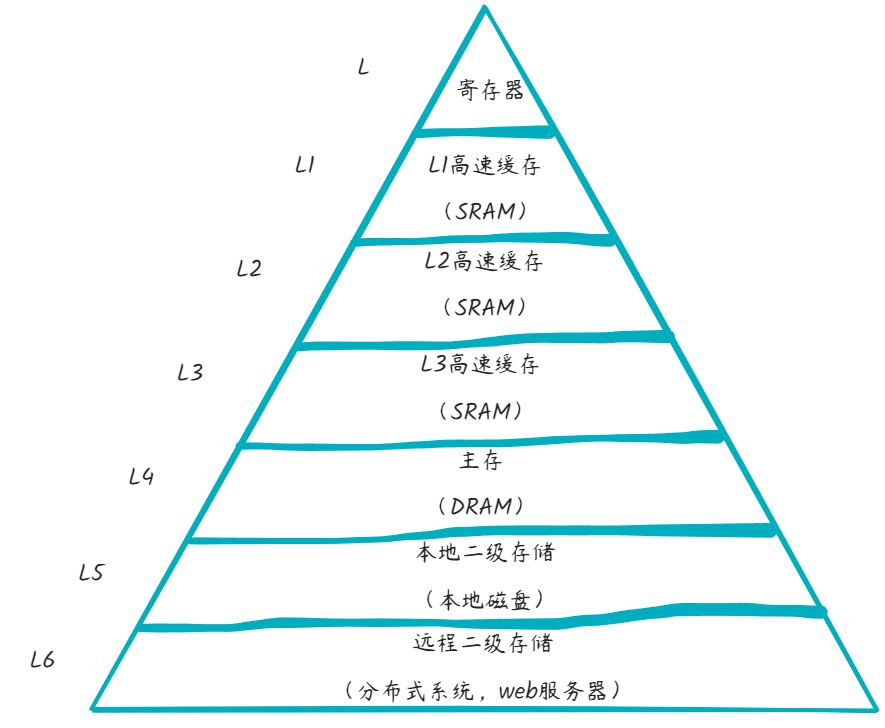 L
寄存器
L1
L1高速缓存
（SRAM）
L2
L2高速缓存
（SRAM）
L3
L3高速缓存
（SRAM）
L4
主存
（DRAM）
L5
本地二级存储
（本地磁盘）
L6
远程二级存储
（分布式系统，web服务器）